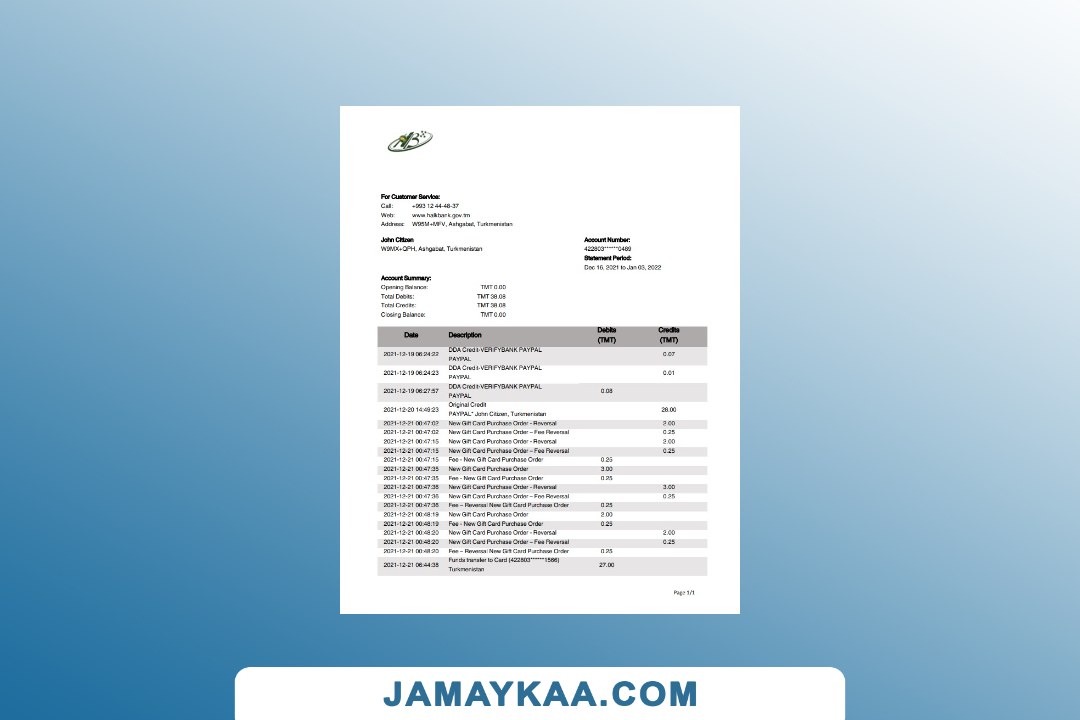 For Customer Service:
Call: +993 12 44-48-37
Web: www.halkbank.gov.tm
Address: W95M+MFV, Ashgabat, Turkmenistan
John Citizen
W9MX+QPH, Ashgabat, Turkmenistan
Account Number:
422803******0489
Statement Period:
Dec 16, 2021 to Jan 03, 2022
Account Summary:
Opening Balance: TMT 0.00
Total Debits: TMT 38.08
Total Credits: TMT 38.08
Closing Balance: TMT 0.00
Date Description Debits (TMT) Credits (TMT)
2021-12-18 06:24:22 DDA Credit-VERIFYBANK PAYPAL 0.07
PAYPAL
2021-12-19 06:24:23 DDA Credit-VERIFYBANK PAYPAL 0.01
PAYPAL
2021-12-19 06:27:57 DDA Credit-VERIFYBANK PAYPAL 0.08
PAYPAL
2021-12-20 14:49:23 Original Credit 28.00
PAYPAL* John Citizen, Turkmenistan
2021-12-21 00:47:02 New Gift Card Purchase Order - Reversal 2.00
2021-12-21 00:47:02 New Gift Card Purchase Order – Fee Reversal 0.25
2021-12-21 00:47:15 New Gift Card Purchase Order - Reversal 2.00
2021-12-21 00:47:15 New Gift Card Purchase Order – Fee Reversal 0.25
2021-12-21 00:47:15 Fee - New Gift Card Purchase Order 0.25
2021-12-21 00:47:35 New Gift Card Purchase Order 3.00
2021-12-21 00:47:35 Fee - New Gift Card Purchase Order 0.25
2021-12-21 00:47:36 New Gift Card Purchase Order - Reversal 3.00
2021-12-21 00:47:36 New Gift Card Purchase Order – Fee Reversal 0.25
2021-12-21 00:47:36 Fee – Reversal New Gift Card Purchase Order 0.25
2021-12-21 00:48:19 New Gift Card Purchase Order 2.00
2021-12-21 00:48:19 Fee - New Gift Card Purchase Order 0.25
2021-12-21 00:48:20 New Gift Card Purchase Order - Reversal 2.00
2021-12-21 00:48:20 New Gift Card Purchase Order – Fee Reversal 0.25
2021-12-21 00:48:20 Fee – Reversal New Gift Card Purchase Order 0.25
2021-12-21 06:44:38 Funds transfer to Card (422803******1566) 27.00
Turkmenistan
Page 1/1
JAMAYKAA.COM